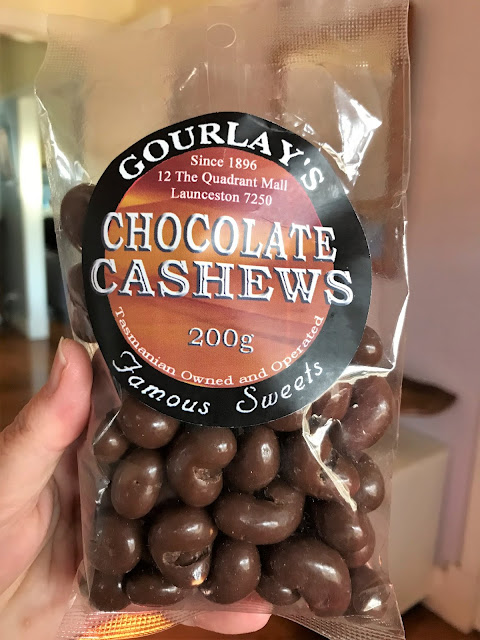 GOURLAY'S
Since 1896
12 The Quadrant Mall
Launceston 7250
CHOCOLATE
CASHEWS
200g
Tasmanian Owned and Operated
Famous Sweets